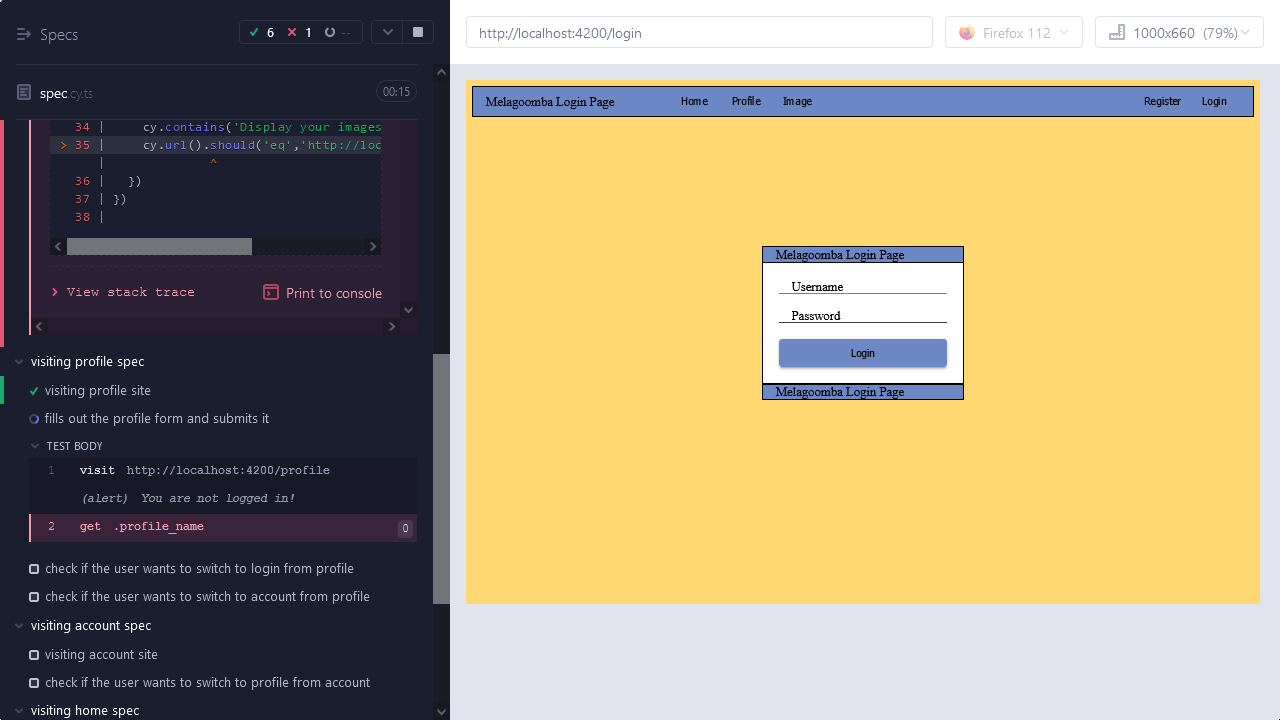 Specs
6
1
--
spec.cy.ts
00:15
34 | cy.contains('Display your images
> 35 | cy.url().should('eq','http://loc
| ^
36 | })
37 | })
38 |
View stack trace
Print to console
visiting profile spec
visiting profile site
fills out the profile form and submits it
TEST BODY
1 visit http://localhost:4200/profile
(alert) You are not logged in!
2 get .profile_name 0
check if the user wants to switch to login from profile
check if the user wants to switch to account from profile
visiting account spec
visiting account site
check if the user wants to switch to profile from account
visiting home spec
http://localhost:4200/login
Firefox 112
1000x660 (79%)
Melagoomba Login Page
Home
Profile
Image
Register
Login
Melagoomba Login Page
Username
Password
Login
Melagoomba Login Page